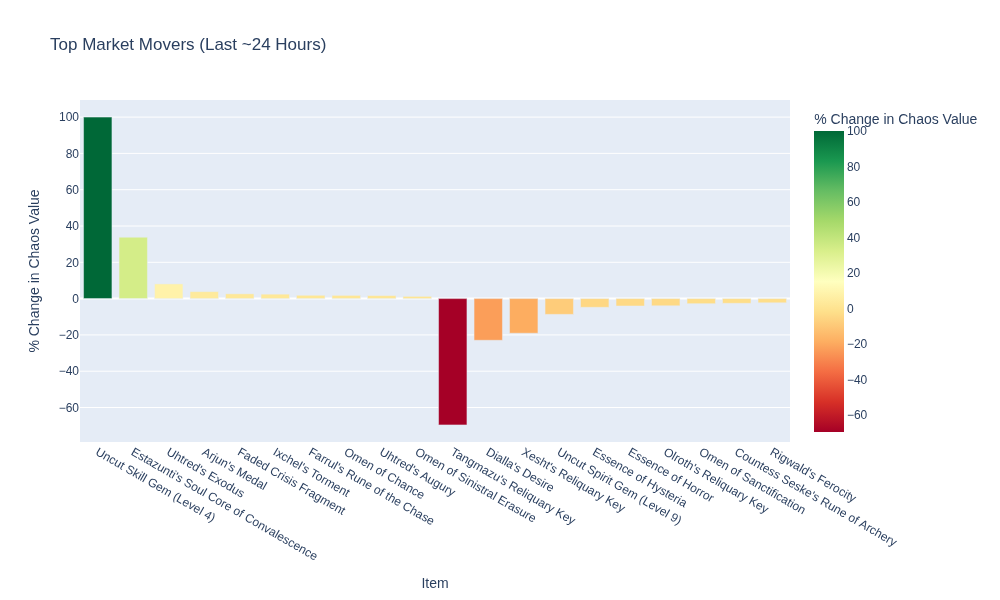 Top Market Movers (Last ~24 Hours)
% Change in Chaos Value
100
80
60
40
20
0
−20
−40
−60
% Change in Chaos Value
100
80
60
40
20
0
−20
−40
−60
Uncut Skill Gem (Level 4)
Estazunti's Soul Core of Convalescence
Uhtred's Exodus
Arjun's Medal
Faded Crisis Fragment
Ixchel's Torment
Farrul's Rune of the Chase
Omen of Chance
Uhtred's Augury
Omen of Sinistral Erasure
Tangmazu's Reliquary Key
Dialla's Desire
Xesht's Reliquary Key
Uncut Spirit Gem (Level 9)
Essence of Hysteria
Essence of Horror
Olroth's Reliquary Key
Omen of Sanctification
Countess Seske's Rune of Archery
Rigwald's Ferocity
Item